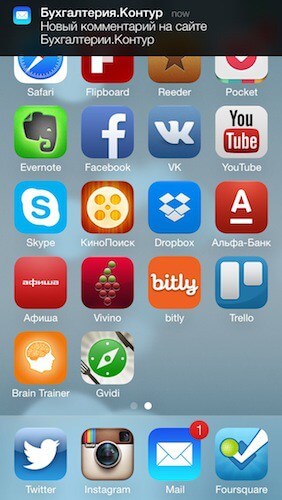 Бухгалтерия.Контур now
Новый комментарий на сайте
Бухгалтерии.Контур
Safari Flipboard Reeder Pocket
You
Tube
Evernote Facebook VK YouTube
Skype КиноПоиск Dropbox Альфа-Банк
афиша bitly
Афиша Vivino bitly Trello
Brain Trainer Gvidi
1
Twitter Instagram Mail Foursquare